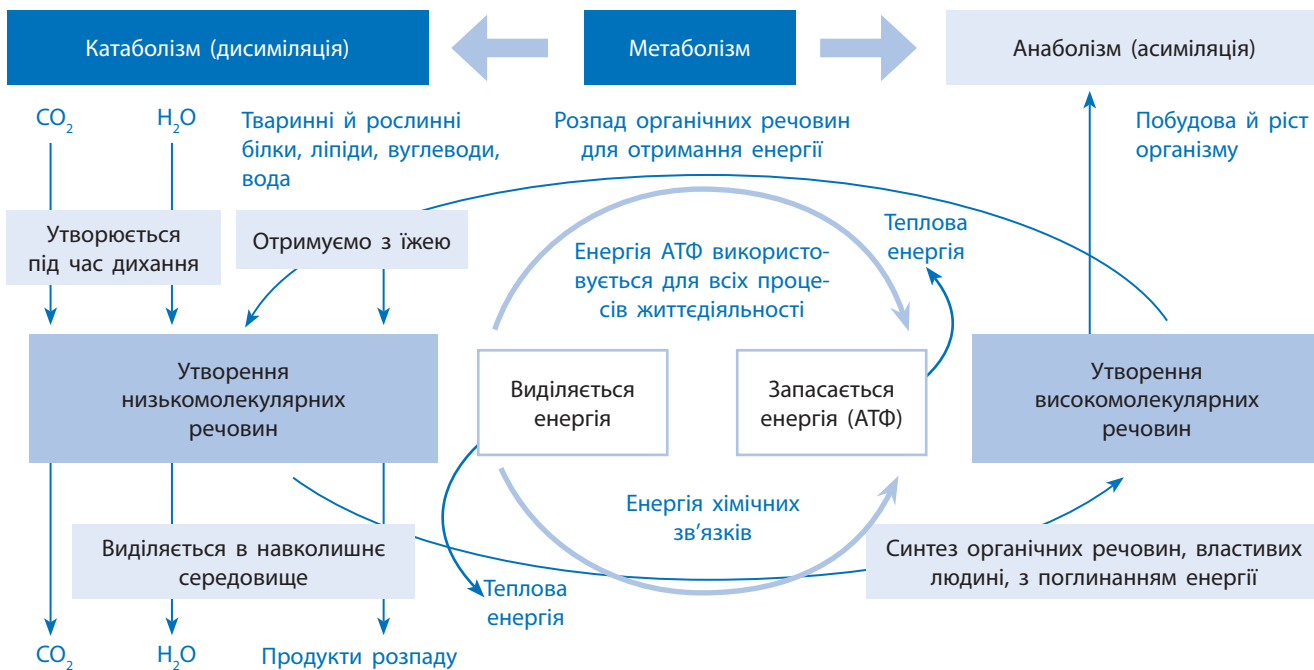 Катаболізм (дисиміляція)
Метаболізм
Анаболізм (асиміляція)
CO₂
H₂O
Тваринні й рослинні
білки, ліпіди, вуглеводи,
вода
Розпад органічних речовин
для отримання енергії
Побудова й ріст
організму
Утворюється
під час дихання
Отримуємо з їжею
Енергія АТФ використо-
вується для всіх проце-
сів життєдіяльності
Теплова
енергія
Утворення
низькомолекулярних
речовин
Виділяється
енергія
Запасається
енергія (АТФ)
Утворення
високомолекулярних
речовин
Виділяється в навколишнє
середовище
Енергія хімічних
зв’язків
Синтез органічних речовин, властивих
людині, з поглинанням енергії
Теплова
енергія
CO₂
H₂O
Продукти розпаду